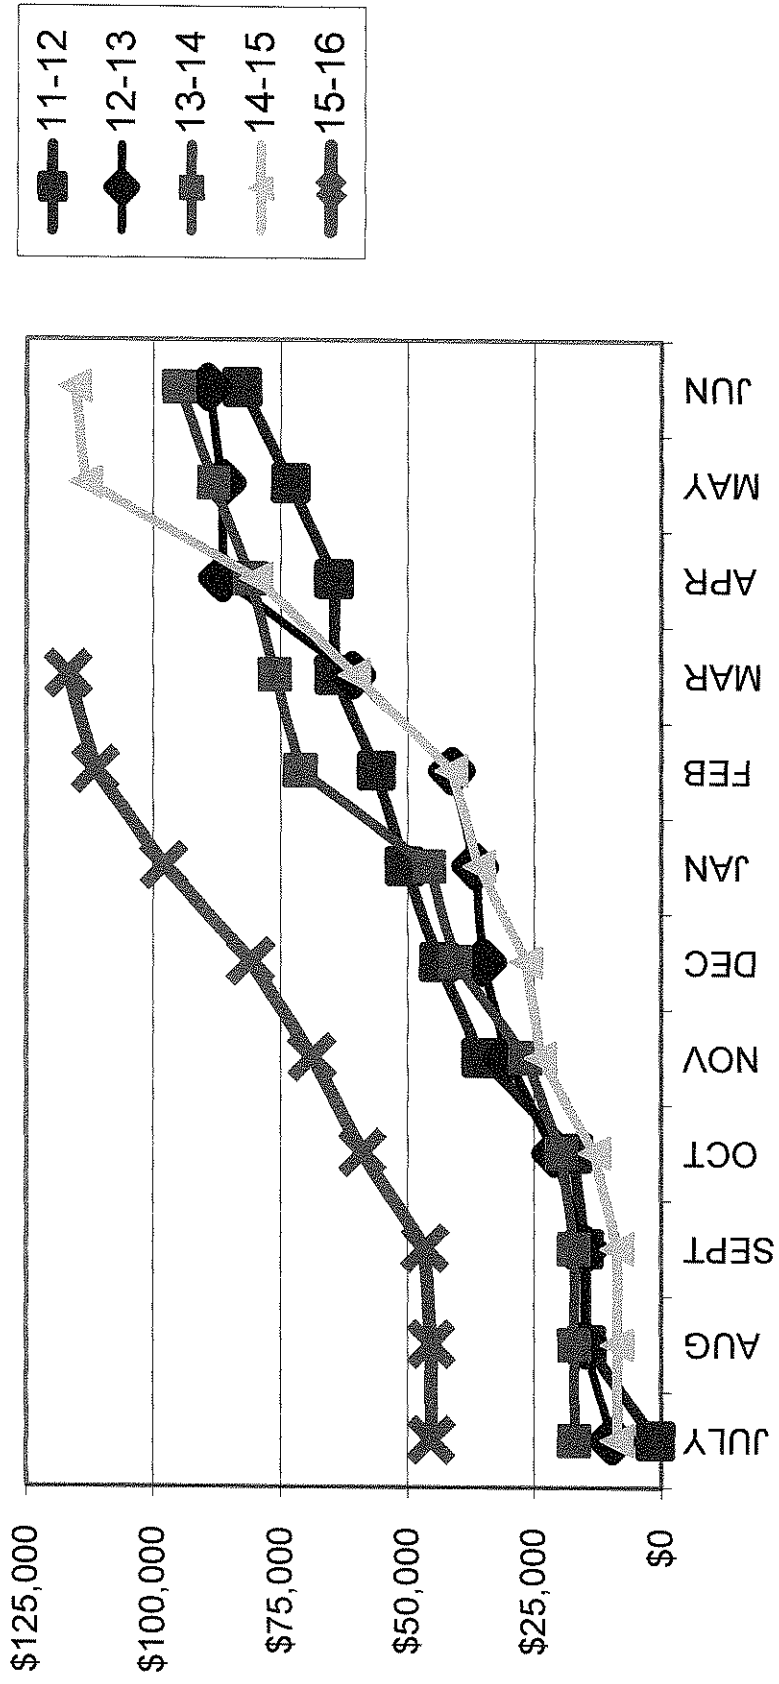 $125,000
$100,000
$75,000
$50,000
$25,000
$0
JULY
AUG
SEPT
OCT
NOV
DEC
JAN
FEB
MAR
APR
MAY
JUN
11-12
12-13
13-14
14-15
15-16